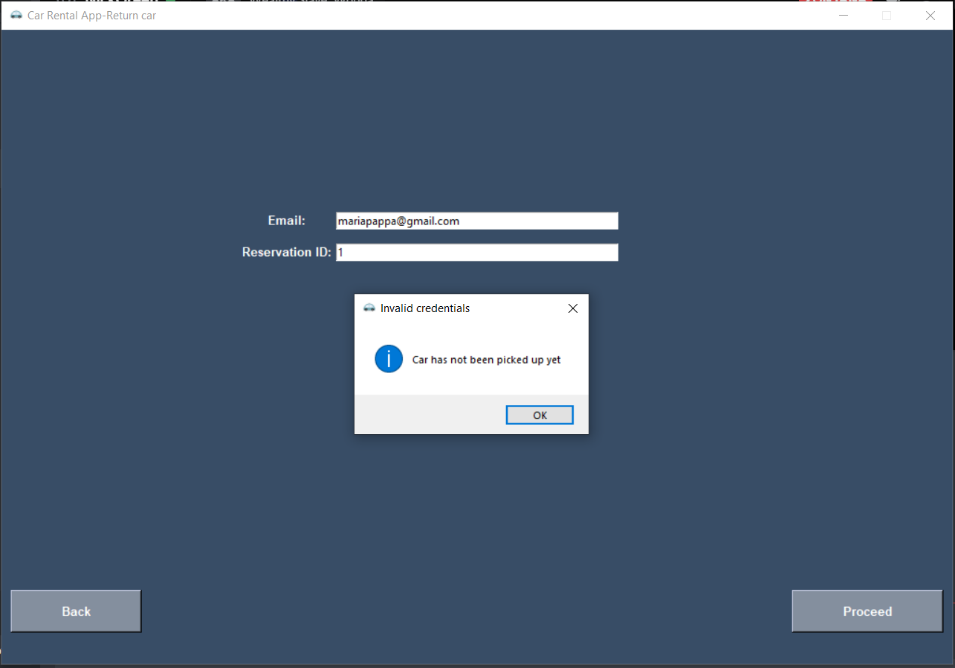 Car Rental App-Return car
Email: mariapappa@gmail.com
Reservation ID: 1
Invalid credentials
Car has not been picked up yet
OK
Back Proceed